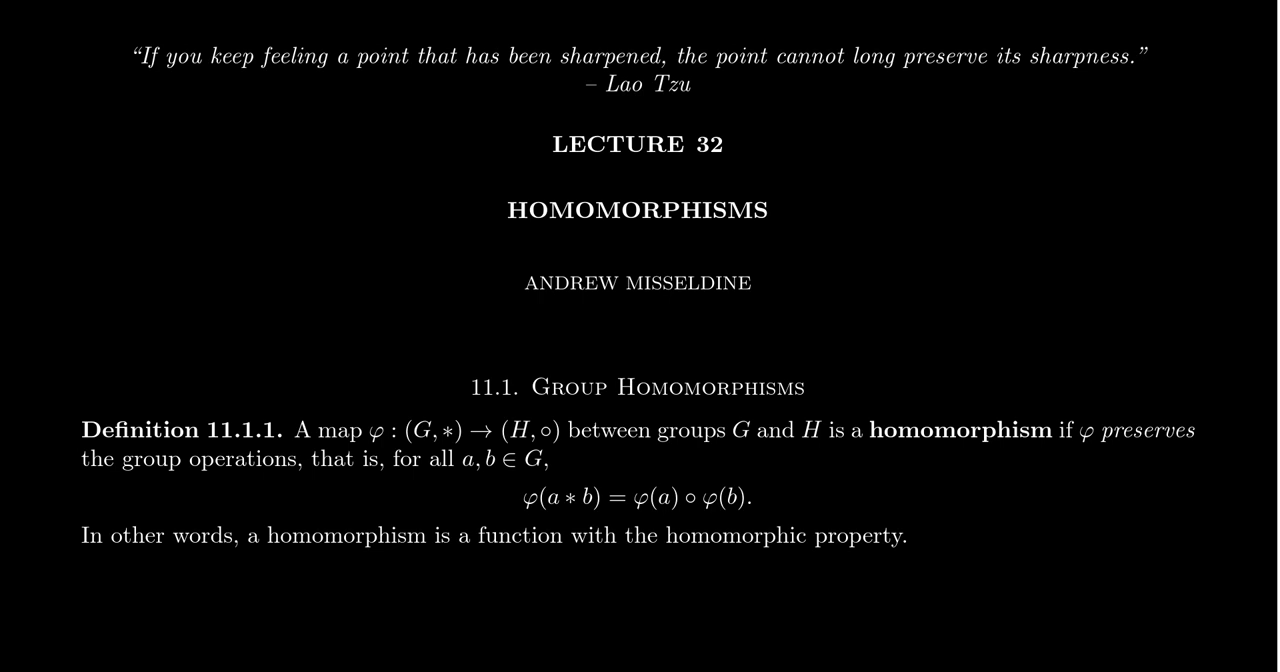 “If you keep feeling a point that has been sharpened, the point cannot long preserve its sharpness.”
– Lao Tzu
LECTURE 32
HOMOMORPHISMS
ANDREW MISSELDINE
11.1. Group Homomorphisms
Definition 11.1.1. A map φ : (G, ∗) → (H, ∘) between groups G and H is a homomorphism if φ preserves
the group operations, that is, for all a, b ∈ G,
φ(a ∗ b) = φ(a) ∘ φ(b).
In other words, a homomorphism is a function with the homomorphic property.